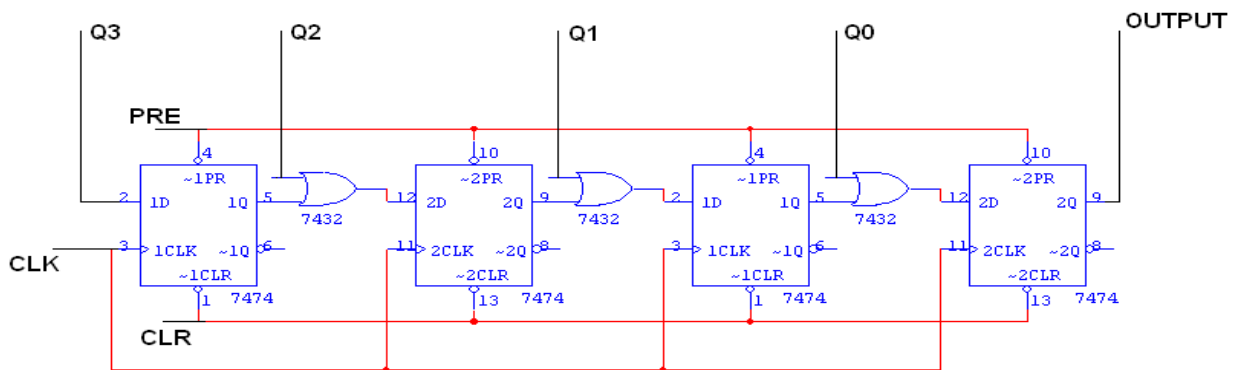 Q3 Q2 Q1 Q0 OUTPUT
PRE
4 10 4 10
~1PR ~2PR ~1PR ~2PR
2 1D 1Q 5 12 2D 2Q 9 2 1D 1Q 5 12 2D 2Q 9
7432 7432 7432
3 1CLK ~1Q 6 11 2CLK ~2Q 8 3 1CLK ~1Q 6 11 2CLK ~2Q 8
CLK
~1CLR ~2CLR ~1CLR ~2CLR
1 7474 13 7474 1 7474 13 7474
CLR